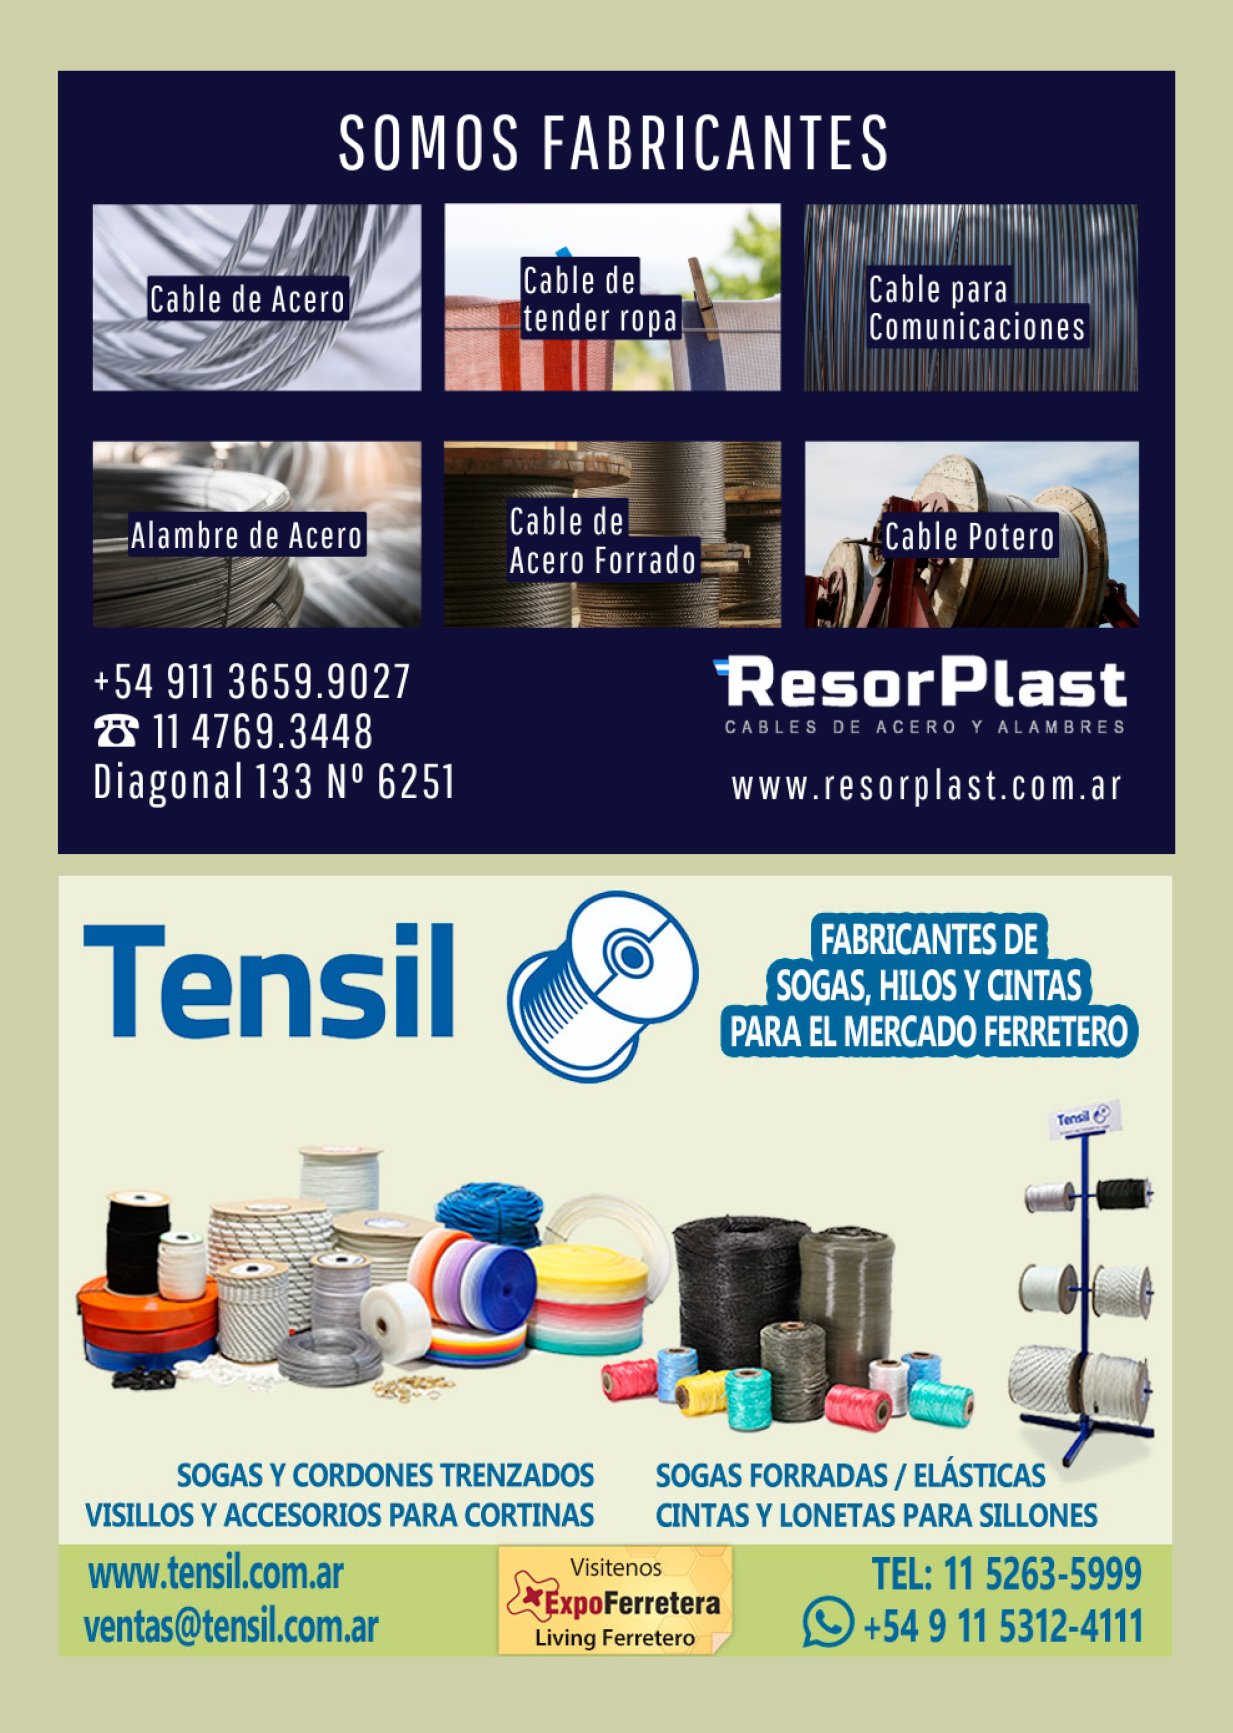 SOMOS FABRICANTES
Cable de Acero
Cable de
tender ropa
Cable para
Comunicaciones
Alambre de Acero
Cable de
Acero Forrado
Cable Potero
+54 911 3659.9027
☎ 11 4769.3448
Diagonal 133 Nº 6251
ResorPlast
CABLES DE ACERO Y ALAMBRES
www.resorplast.com.ar
Tensil
FABRICANTES DE
SOGAS, HILOS Y CINTAS
PARA EL MERCADO FERRETERO
Tensil
SOGAS Y CORDONES TRENZADOS
VISILLOS Y ACCESORIOS PARA CORTINAS
SOGAS FORRADAS / ELÁSTICAS
CINTAS Y LONETAS PARA SILLONES
www.tensil.com.ar
ventas@tensil.com.ar
Visitenos
ExpoFerretera
Living Ferretero
TEL: 11 5263-5999
+54 9 11 5312-4111